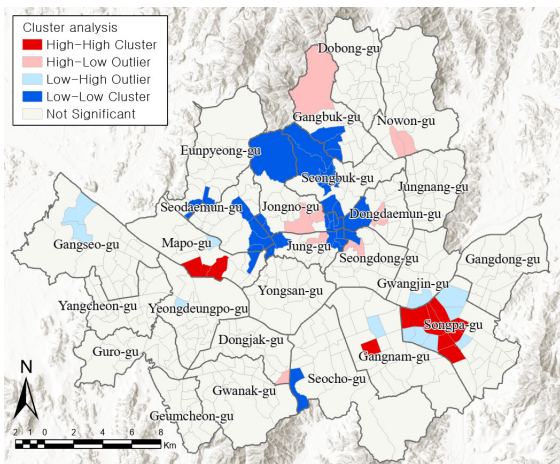 Cluster analysis
High-High Cluster
High-Low Outlier
Low-High Outlier
Low-Low Cluster
Not Significant
Dobong-gu
Gangbuk-gu
Nowon-gu
Eunpyeong-gu
Seongbuk-gu
Jungnang-gu
Seodaemun-gu
Jongno-gu
Dongdaemun-gu
Gangseo-gu
Mapo-gu
Jung-gu
Seongdong-gu
Gangdong-gu
Gwangjin-gu
Yongsan-gu
Yangcheon-gu
Yeongdeungpo-gu
Songpa-gu
Dongjak-gu
Guro-gu
Gangnam-gu
Gwanak-gu
Seocho-gu
Geumcheon-gu
N
2 1 0 2 4 6 8
Km